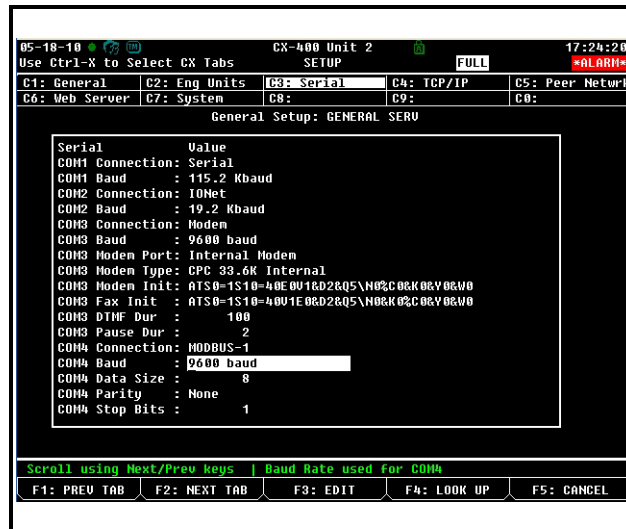 05-18-10 TM CX-400 Unit 2 A 17:24:20
Use Ctrl-X to Select CX Tabs SETUP FULL *ALARM*
C1: General C2: Eng Units C3: Serial C4: TCP/IP C5: Peer Netwrk
C6: Web Server C7: System C8: C9: C0:
General Setup: GENERAL SERV
Serial Value
COM1 Connection: Serial
COM1 Baud : 115.2 Kbaud
COM2 Connection: IONet
COM2 Baud : 19.2 Kbaud
COM3 Connection: Modem
COM3 Baud : 9600 baud
COM3 Modem Port: Internal Modem
COM3 Modem Type: CPC 33.6K Internal
COM3 Modem Init: ATS0=1S10=40E0V1&D2&Q5\N0%C0&K0&Y0&W0
COM3 Fax Init : ATS0=1S10=40V1E0&D2&Q5\N0&K0%C0&Y0&W0
COM3 DTMF Dur : 100
COM3 Pause Dur : 2
COM4 Connection: MODBUS-1
COM4 Baud : 9600 baud
COM4 Data Size : 8
COM4 Parity : None
COM4 Stop Bits : 1
Scroll using Next/Prev keys | Baud Rate used for COM4
F1: PREV TAB F2: NEXT TAB F3: EDIT F4: LOOK UP F5: CANCEL